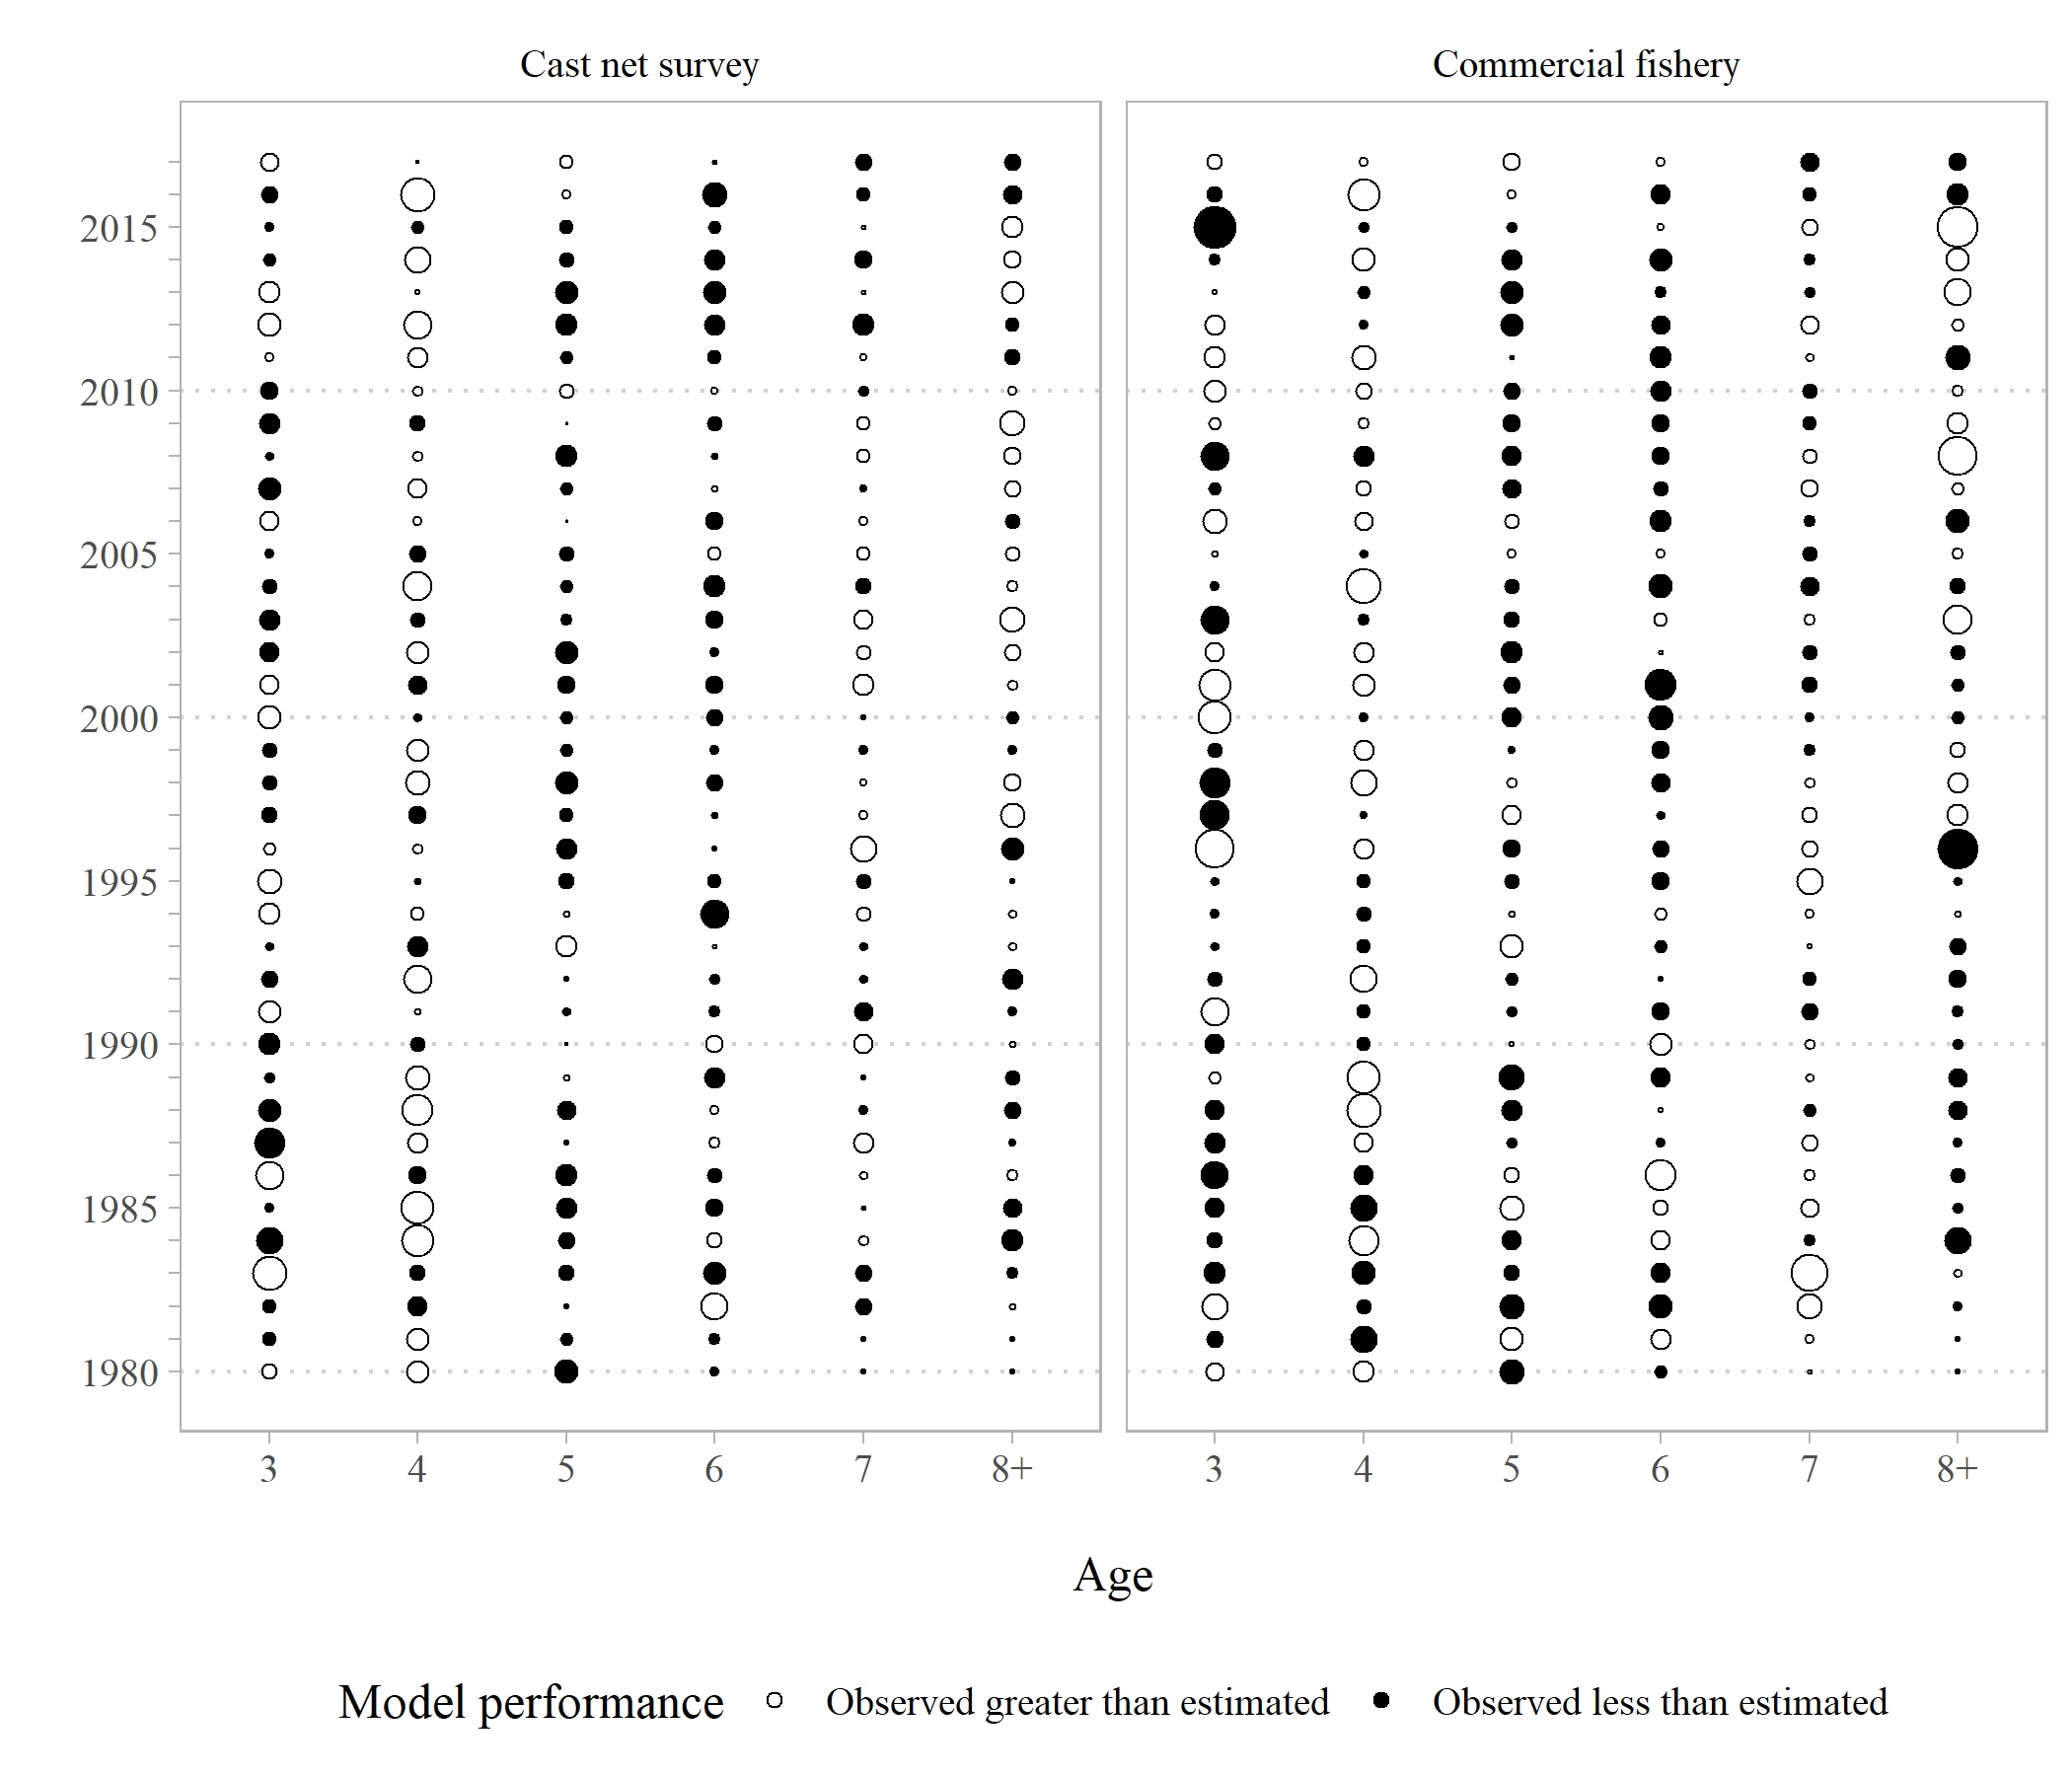 Cast net survey Commercial fishery
2015
2010
2005
2000
1995
1990
1985
1980
3 4 5 6 7 8+ 3 4 5 6 7 8+
Age
Model performance Observed greater than estimated Observed less than estimated